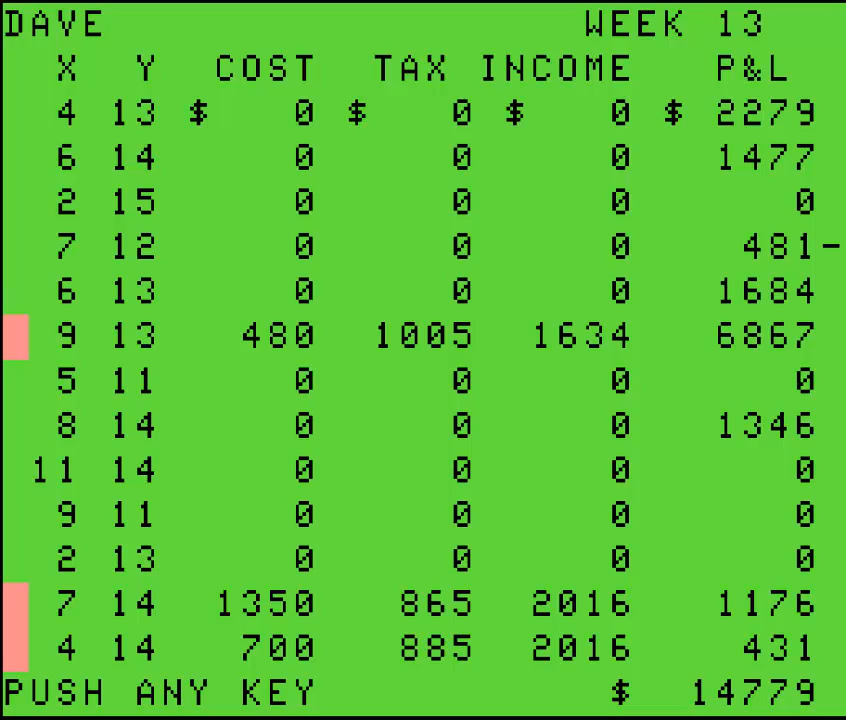 DAVE WEEK 13
X Y COST TAX INCOME P&L
4 13 $ 0 $ 0 $ 0 $ 2279
6 14 0 0 0 1477
2 15 0 0 0 0
7 12 0 0 0 481-
6 13 0 0 0 1684
9 13 480 1005 1634 6867
5 11 0 0 0 0
8 14 0 0 0 1346
11 14 0 0 0 0
9 11 0 0 0 0
2 13 0 0 0 0
7 14 1350 865 2016 1176
4 14 700 885 2016 431
PUSH ANY KEY $ 14779